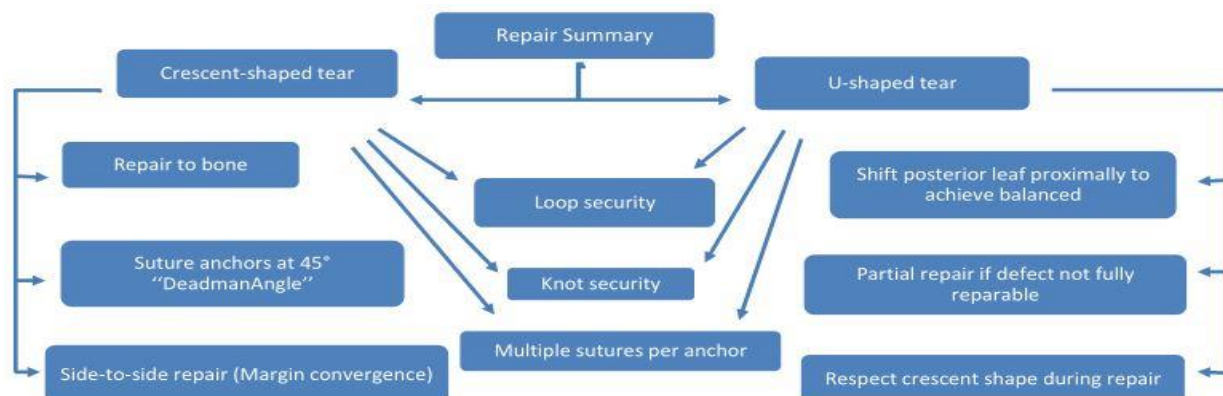 Repair Summary
Crescent-shaped tear
U-shaped tear
Repair to bone
Suture anchors at 45°
“DeadmanAngle”
Side-to-side repair (Margin convergence)
Loop security
Knot security
Multiple sutures per anchor
Shift posterior leaf proximally to
achieve balanced
Partial repair if defect not fully
reparable
Respect crescent shape during repair